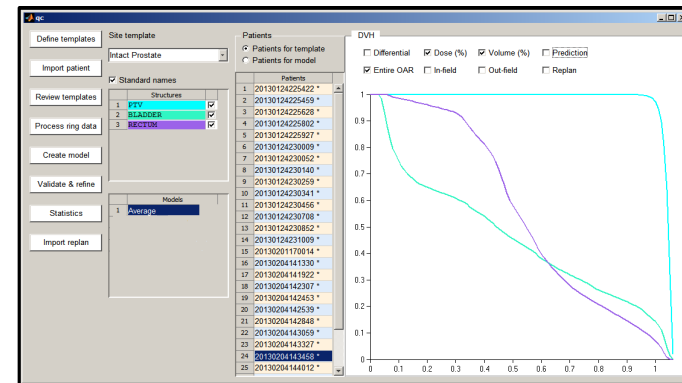 qc
Define templates
Import patient
Review templates
Process ring data
Create model
Validate & refine
Statistics
Import replan
Site template
Intact Prostate
Standard names
Structures
1 PTV
2 BLADDER
3 RECTUM
Models
1 Average
Patients
Patients for template
Patients for model
Patients
1 20130124225422 *
2 20130124225459 *
3 20130124225628 *
4 20130124225802 *
5 20130124225927 *
6 20130124230009 *
7 20130124230052 *
8 20130124230140 *
9 20130124230259 *
10 20130124230341 *
11 20130124230456 *
12 20130124230708 *
13 20130124230852 *
14 20130124231009 *
15 20130201170014 *
16 20130204141330 *
17 20130204141922 *
18 20130204142307 *
19 20130204142453 *
20 20130204142539 *
21 20130204142848 *
22 20130204143059 *
23 20130204143327 *
24 20130204143458 *
25 20130204144012 *
DVH
Differential Dose (%) Volume (%) Prediction
Entire OAR In-field Out-field Replan
1
0.9
0.8
0.7
0.6
0.5
0.4
0.3
0.2
0.1
0
0 0.1 0.2 0.3 0.4 0.5 0.6 0.7 0.8 0.9 1